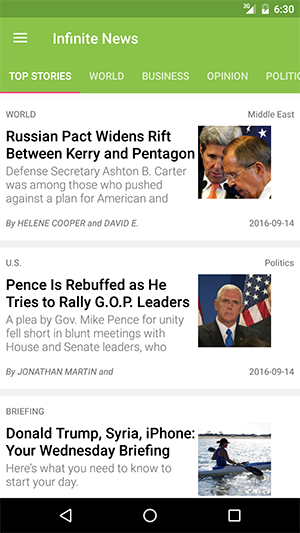 3G 6:30
Infinite News
TOP STORIES WORLD BUSINESS OPINION POLITIC
WORLD Middle East
Russian Pact Widens Rift
Between Kerry and Pentagon
Defense Secretary Ashton B. Carter
was among those who pushed
against a plan for American and
By HELENE COOPER and DAVID E. 2016-09-14
U.S. Politics
Pence Is Rebuffed as He
Tries to Rally G.O.P. Leaders
A plea by Gov. Mike Pence for unity
fell short in blunt meetings with
House and Senate leaders, who
By JONATHAN MARTIN and 2016-09-14
BRIEFING
Donald Trump, Syria, iPhone:
Your Wednesday Briefing
Here's what you need to know to
start your day.